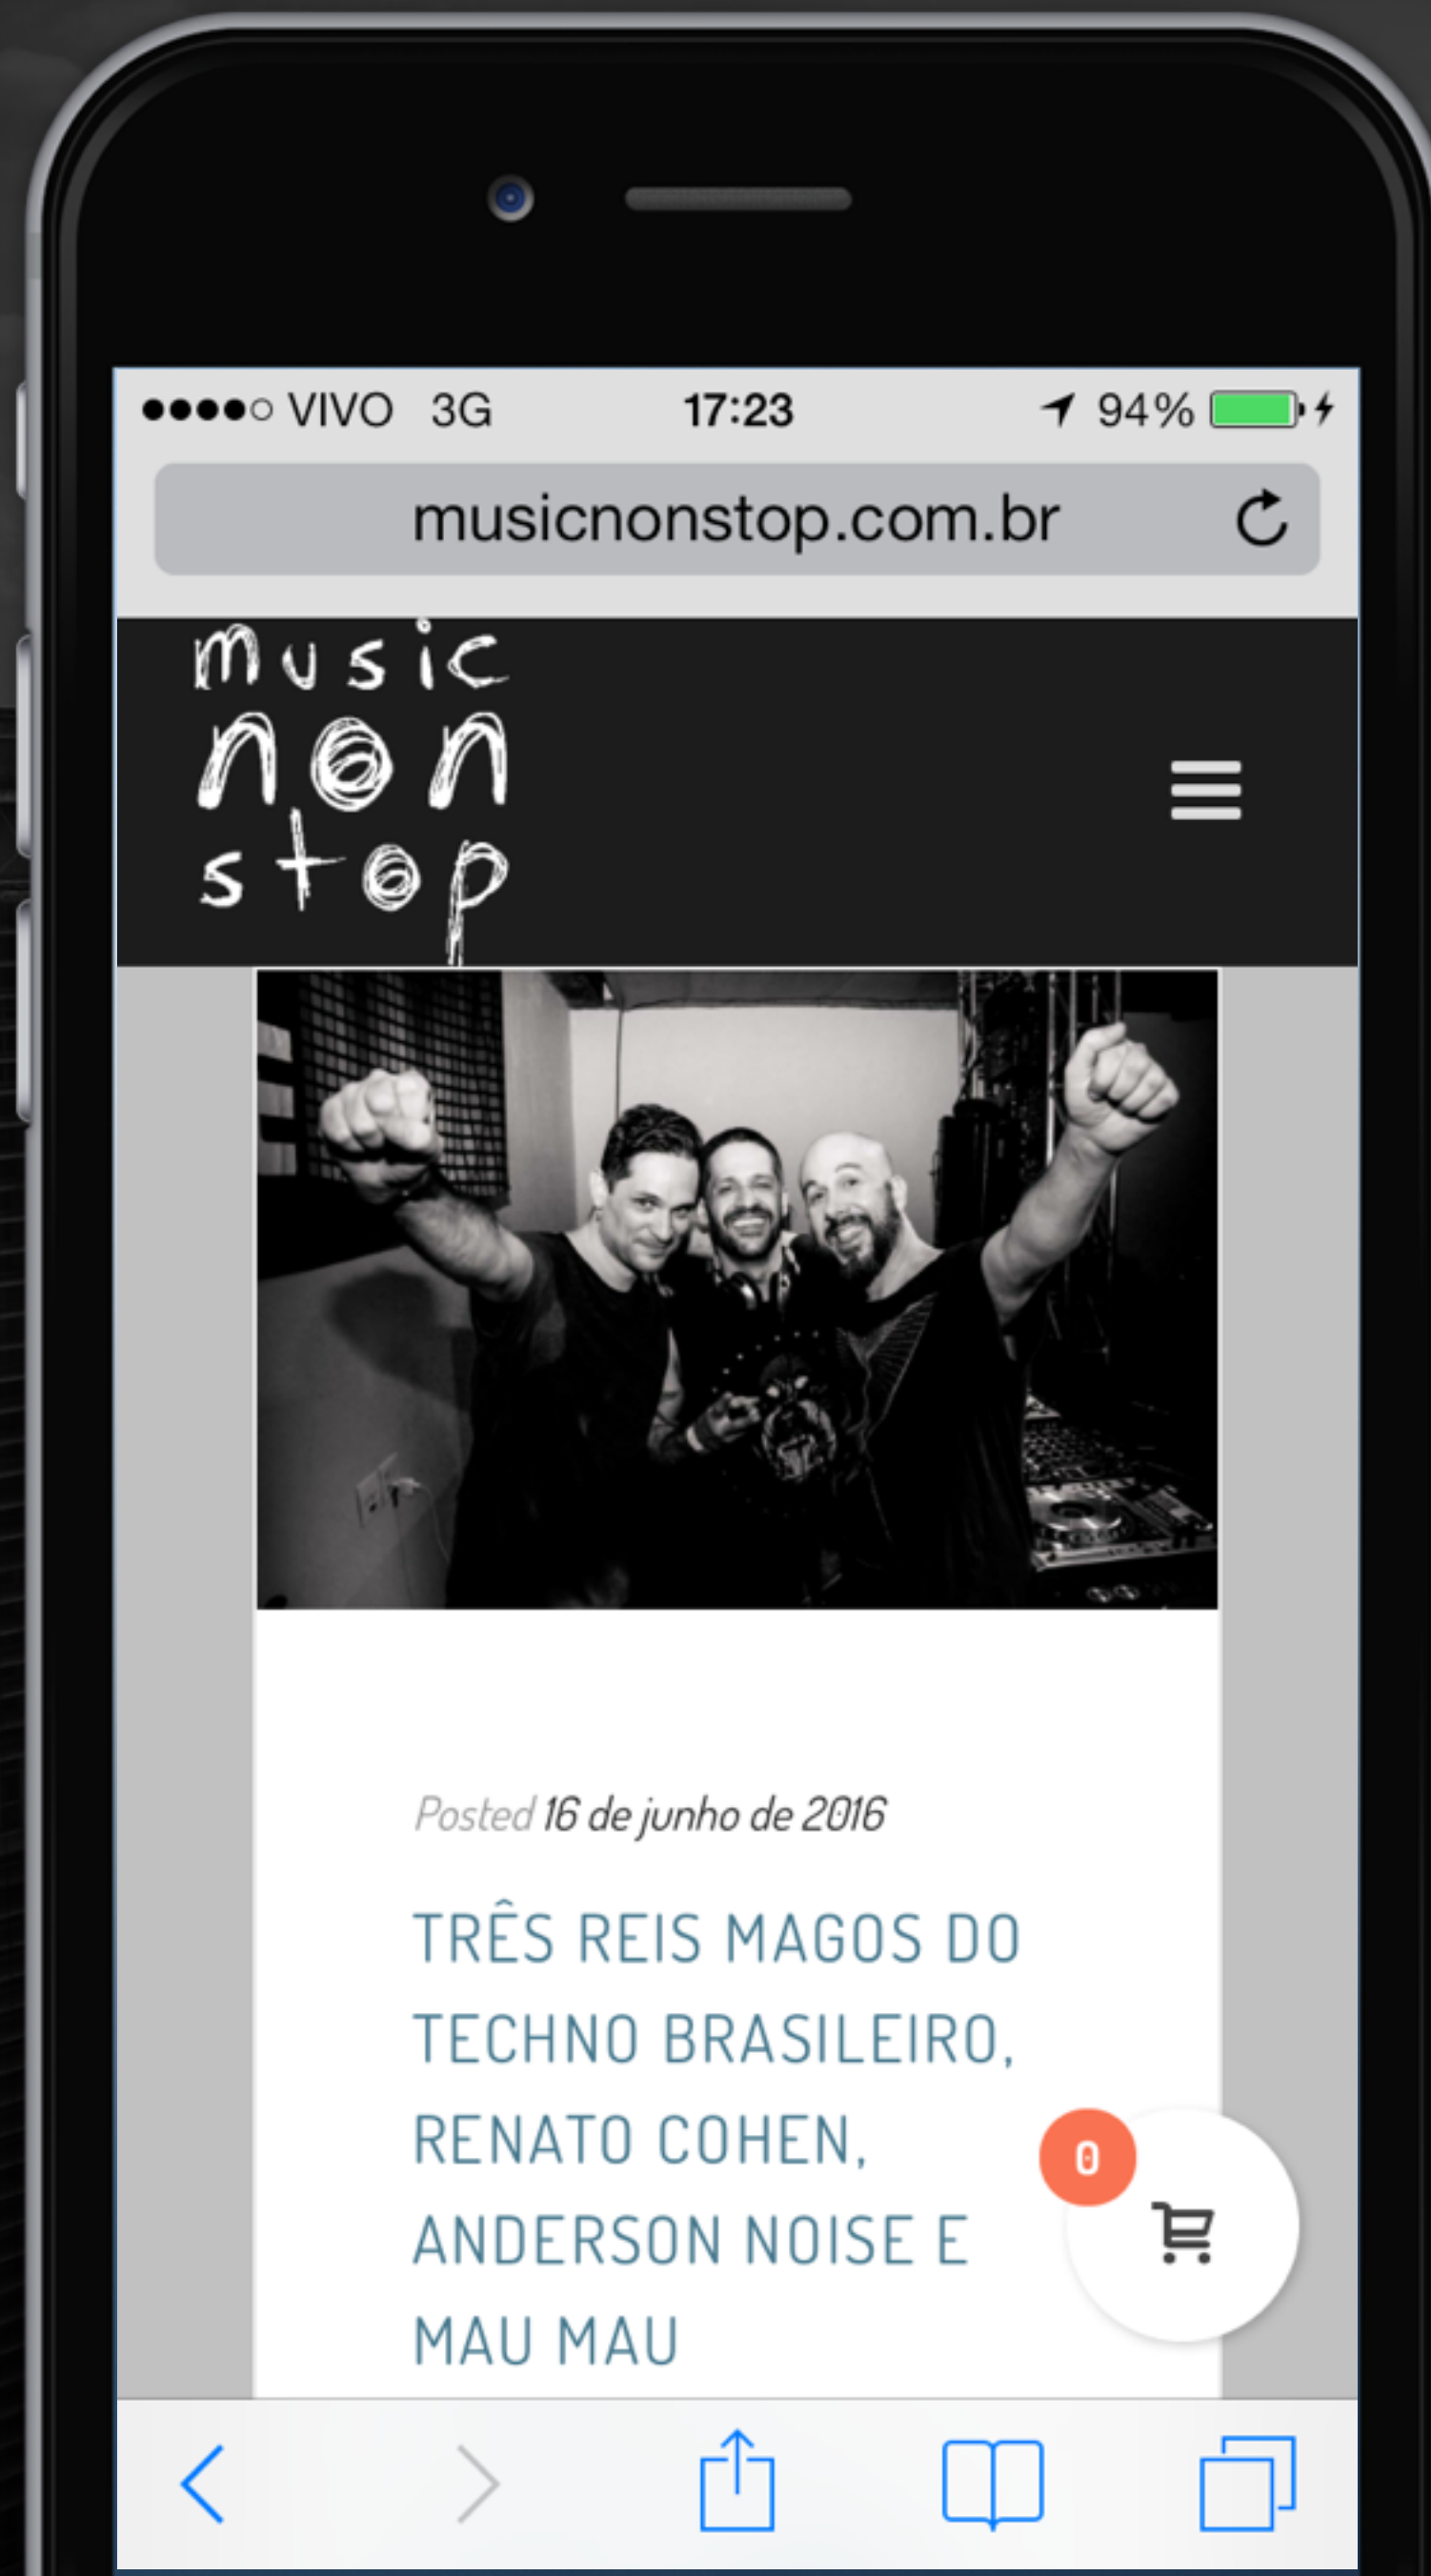 VIVO 3G 17:23 94%
musicnonstop.com.br
music
non
stop
Posted 16 de junho de 2016
TRÊS REIS MAGOS DO
TECHNO BRASILEIRO,
RENATO COHEN,
ANDERSON NOISE E
MAU MAU
0